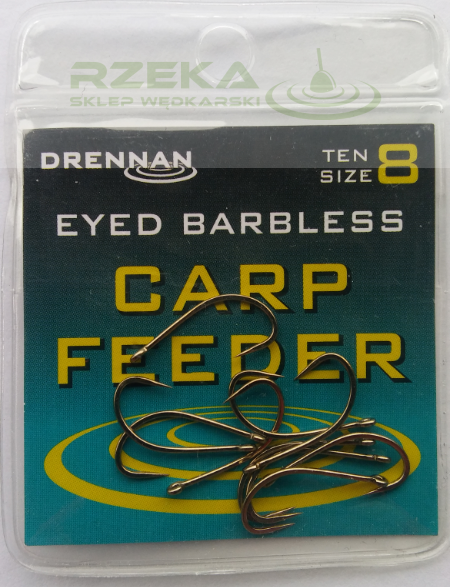 RZEKA
SKLEP WĘDKARSKI
DRENNAN
TEN
SIZE 8
EYED BARBLESS
CARP
FEEDER